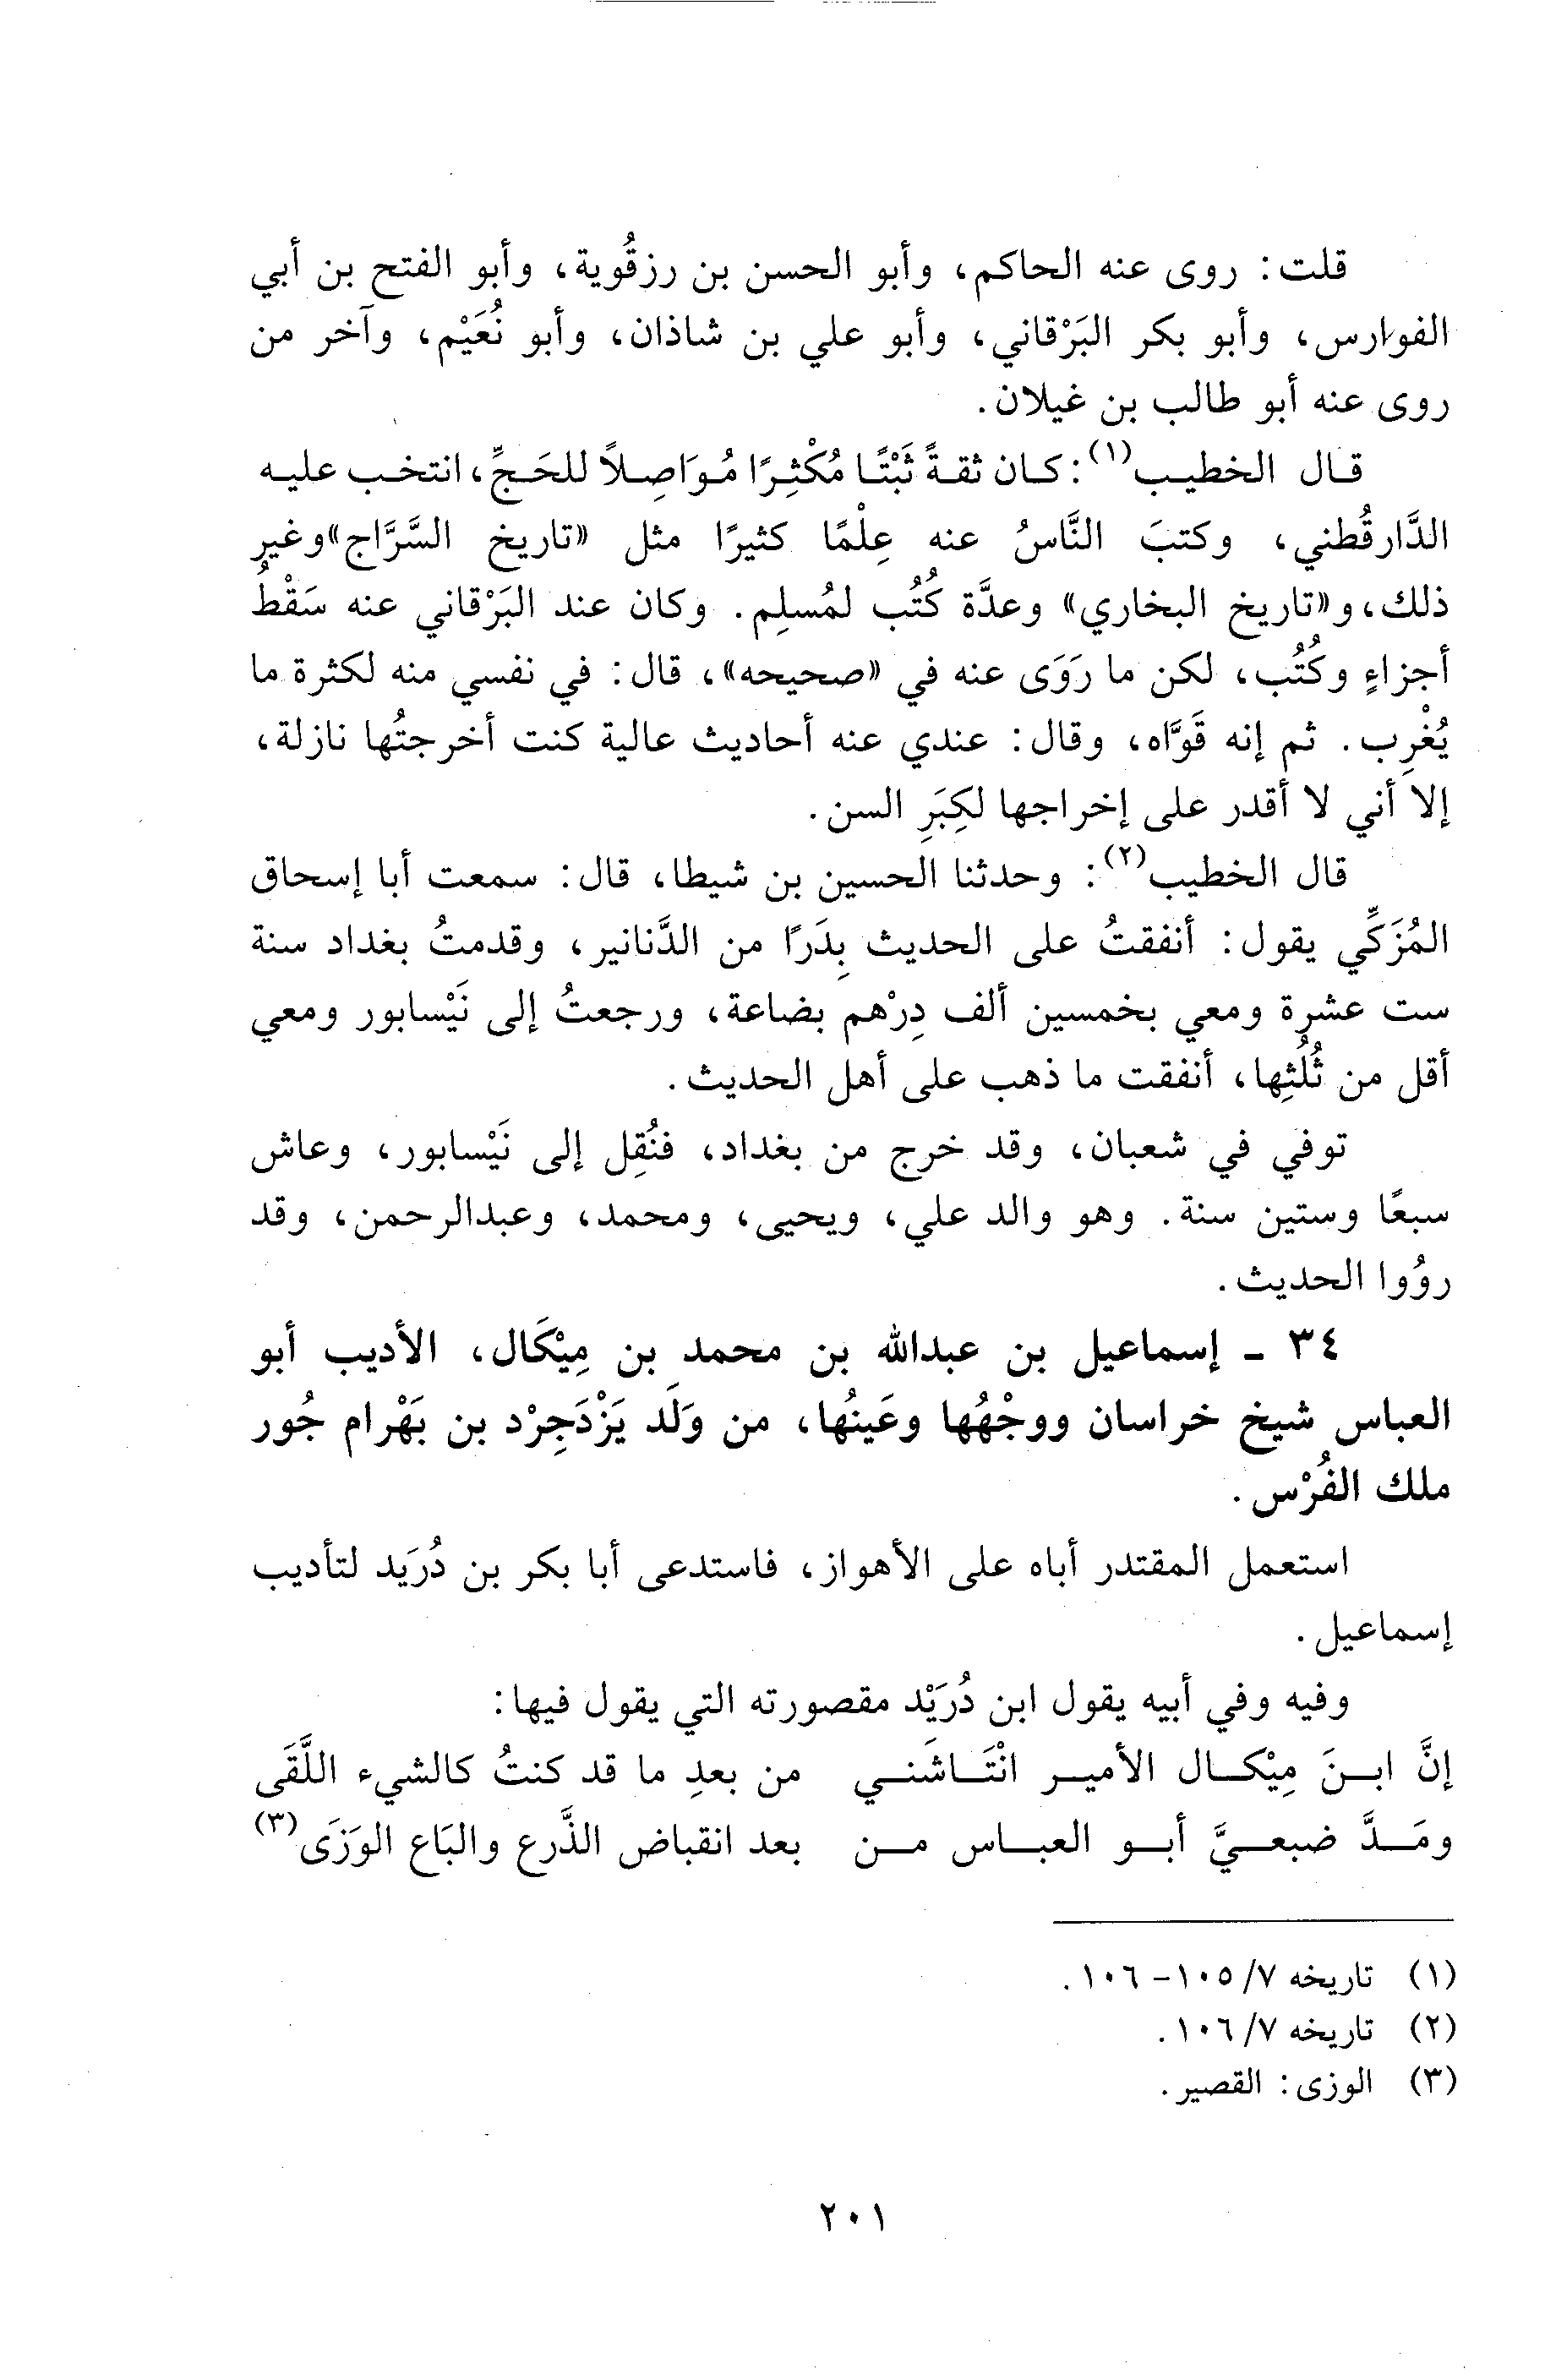 قلت: روى عنه الحاكم، وأبو الحسن بن رزقُوية، وأبو الفتح بن أبي
الفوارس، وأبو بكر البَرْقاني، وأبو علي بن شاذان، وأبو نُعَيْم، وآخر من
روى عنه أبو طالب بن غيلان.
قال الخطيب(١): كان ثقةً ثَبْتًا مُكْثِرًا مُوَاصِلاً للحَجِّ، انتخب عليه
الدَّارقُطني، وكتبَ النَّاسُ عنه عِلْمًا كثيرًا مثل «تاريخ السَّرَّاج» وغير
ذلك، و«تاريخ البخاري» وعدَّة كُتُب لمُسلِم. وكان عند البَرْقاني عنه سَقْطُ
أجزاءٍ وكُتُب، لكن ما رَوَى عنه في «صحيحه»، قال: في نفسي منه لكثرة ما
يُغْرِب. ثم إنه قَوَّاه، وقال: عندي عنه أحاديث عالية كنت أخرجتُها نازلة،
إلا أني لا أقدر على إخراجها لكِبَرِ السن.
قال الخطيب(٢): وحدثنا الحسين بن شيطا، قال: سمعت أبا إسحاق
المُزَكِّي يقول: أنفقتُ على الحديث بِدَرًا من الدَّنانير، وقدمتُ بغداد سنة
ست عشرة ومعي بخمسين ألف دِرْهم بضاعة، ورجعتُ إلى نَيْسابور ومعي
أقل من ثُلُثِها، أنفقت ما ذهب على أهل الحديث.
توفي في شعبان، وقد خرج من بغداد، فنُقِل إلى نَيْسابور، وعاش
سبعًا وستين سنة. وهو والد علي، ويحيى، ومحمد، وعبدالرحمن، وقد
روُوا الحديث.
٣٤ - إسماعيل بن عبدالله بن محمد بن مِيْكَال، الأديب أبو
العباس شيخ خراسان ووجْهُها وعَينُها، من وَلَد يَزْدَجِرْد بن بَهْرام جُور
ملك الفُرْس.
استعمل المقتدر أباه على الأهواز، فاستدعى أبا بكر بن دُرَيد لتأديب
إسماعيل.
وفيه وفي أبيه يقول ابن دُرَيْد مقصورته التي يقول فيها:
إنَّ ابنَ مِيْكال الأمير انْتَاشَني من بعدِ ما قد كنتُ كالشيء اللَّقَى
ومَدَّ ضبعيَّ أبو العباس من بعد انقباض الذَّرع والبَاع الوَزَى(٣)
(١) تاريخه ٧/ ١٠٥- ١٠٦.
(٢) تاريخه ٧/ ١٠٦.
(٣) الوزى: القصير.
٢٠١